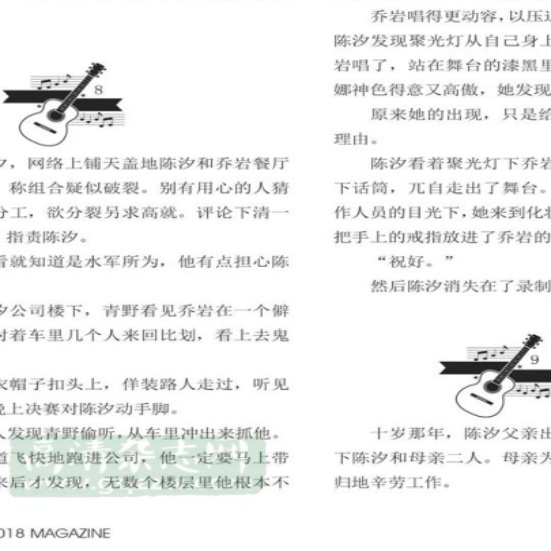 8
夕，网络上铺天盖地陈汐和乔岩餐厅
，称组合疑似破裂。别有用心的人猜
分工，欲分裂另求高就。评论下清一
，指责陈汐。
看就知道是水军所为，他有点担心陈
汐公司楼下，青野看见乔岩在一个僻
对着车里几个人来回比划，看上去鬼
衣帽子扣头上，佯装路人走过，听见
晚上决赛对陈汐动手脚。
人发现青野偷听，从车里冲出来抓他。
道飞快地跑进公司，他一定要马上带
来后才发现，无数个楼层里他根本不
018 MAGAZINE
乔岩唱得更动容，以压过
陈汐发现聚光灯从自己身上
岩唱了，站在舞台的漆黑里
娜神色得意又高傲，她发现
原来她的出现，只是给
理由。
陈汐看着聚光灯下乔岩
下话筒，兀自走出了舞台。
作人员的目光下，她来到化妆
把手上的戒指放进了乔岩的
“祝好。”
然后陈汐消失在了录制
9
十岁那年，陈汐父亲出
下陈汐和母亲二人。母亲为
归地辛劳工作。